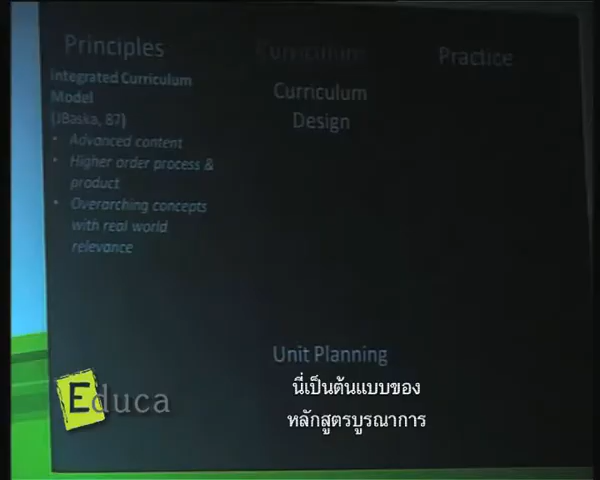 Principles
Integrated Curriculum
Model
(JBaska, 87)
• Advanced content
• Higher order process &
product
• Overarching concepts
with real world
relevance
Curriculum
Curriculum
Design
Unit Planning
Practice
Educa
นี่เป็นต้นแบบของ
หลักสูตรบูรณาการ